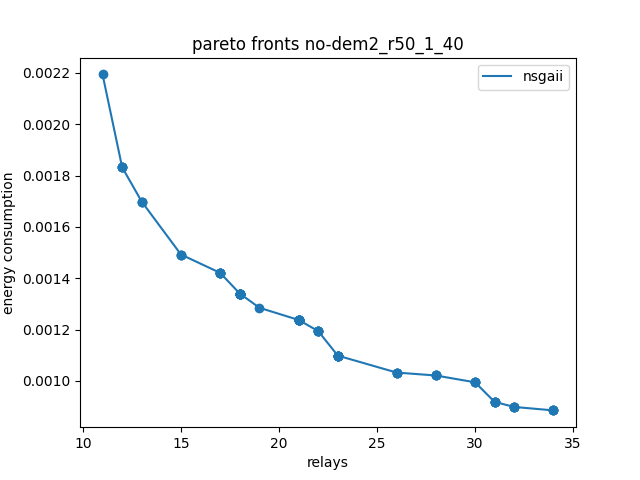 pareto fronts no-dem2_r50_1_40
nsgaii
energy consumption
0.0022
0.0020
0.0018
0.0016
0.0014
0.0012
0.0010
10 15 20 25 30 35
relays